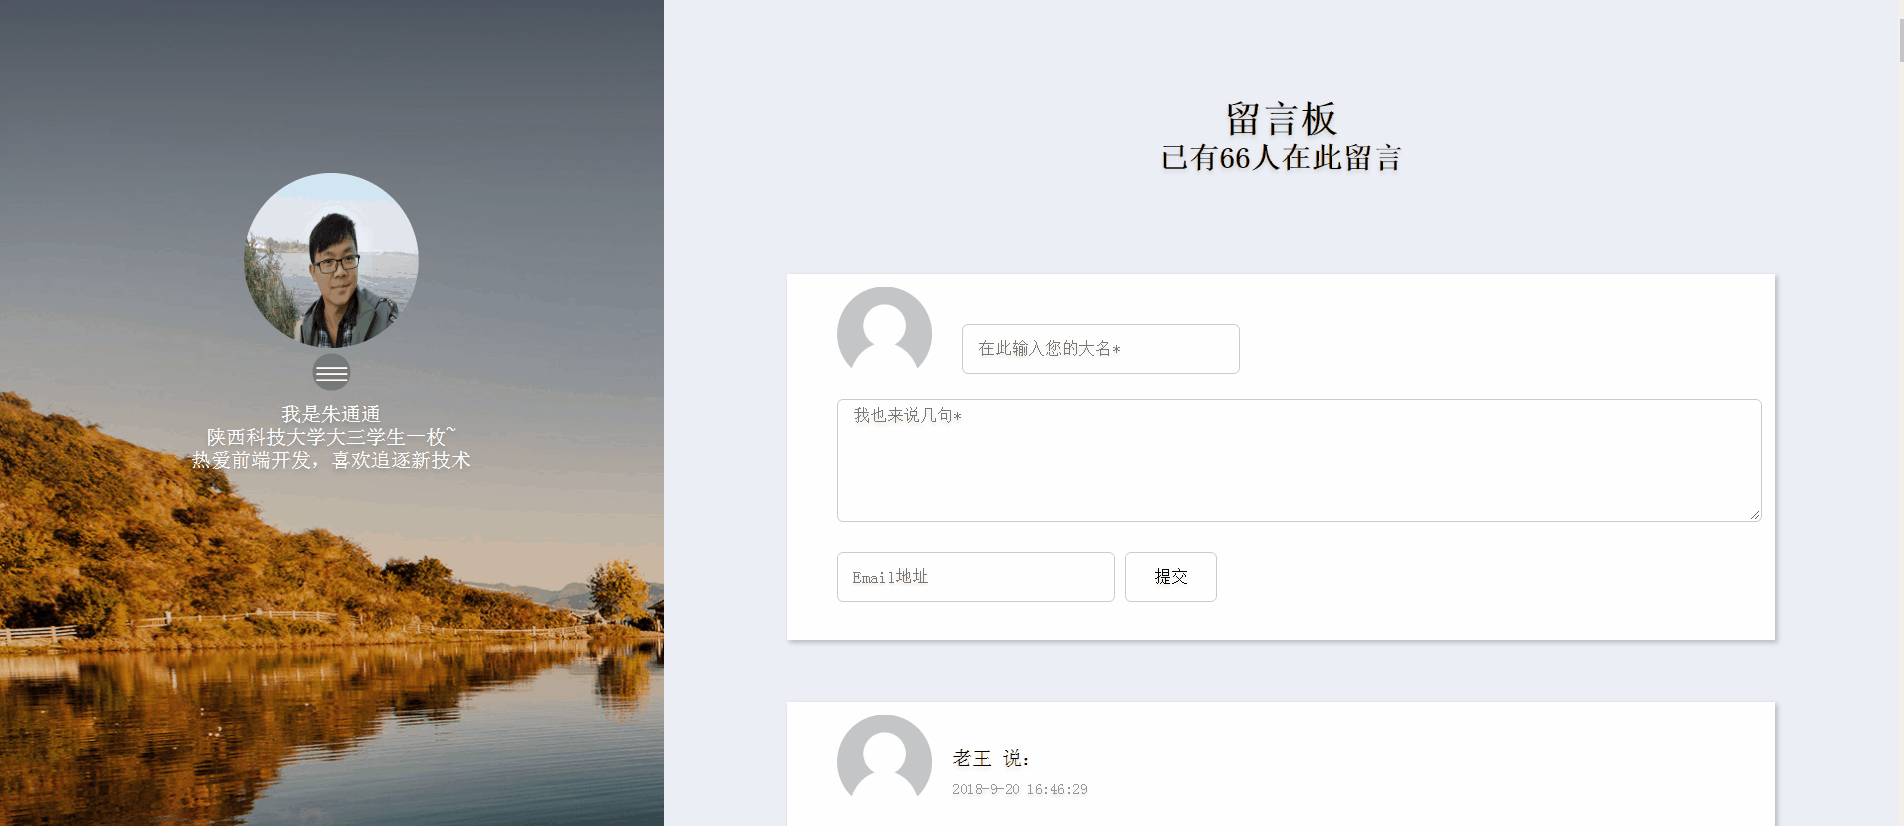 我是朱通通
陕西科技大学大三学生一枚~
热爱前端开发，喜欢追逐新技术
留言板
已有66人在此留言
在此输入您的大名*
我也来说几句*
Email地址
提交
老王 说：
2018-9-20 16:46:29